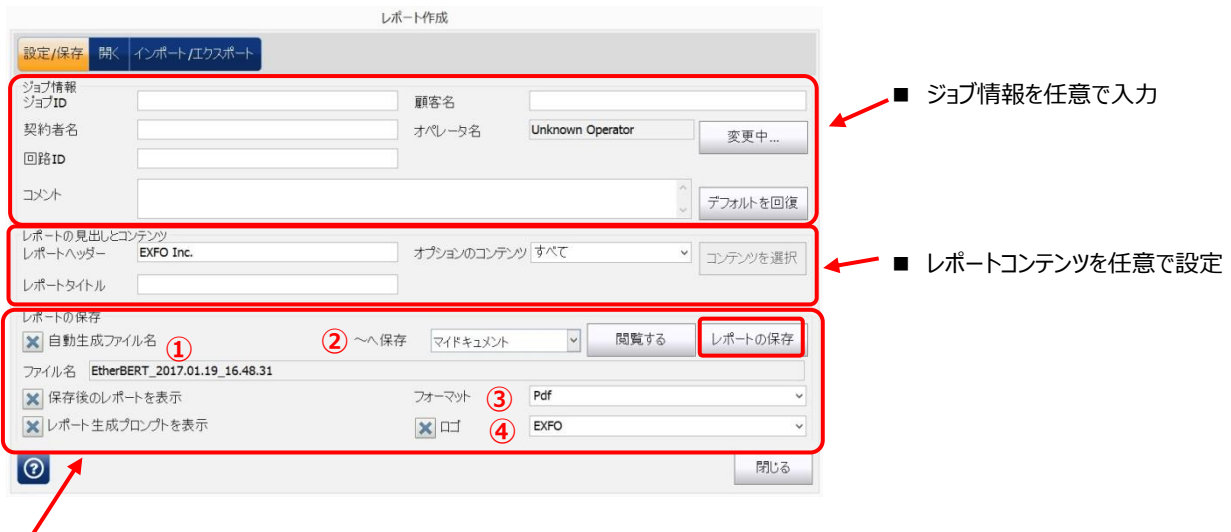 レポート作成
設定/保存 開く インポート/エクスポート
ジョブ情報
ジョブID 顧客名
■ ジョブ情報を任意で入力
契約者名 オペレータ名 Unknown Operator 変更中...
回路ID
コメント デフォルトを回復
レポートの見出しとコンテンツ
レポートヘッダー EXFO Inc. オプションのコンテンツ すべて コンテンツを選択
■ レポートコンテンツを任意で設定
レポートタイトル
レポートの保存
自動生成ファイル名 ① ② ～へ保存 マイドキュメント 閲覧する レポートの保存
ファイル名 EtherBERT_2017.01.19_16.48.31
保存後のレポートを表示 フォーマット ③ Pdf
レポート生成プロンプトを表示 ロゴ ④ EXFO
? 閉じる